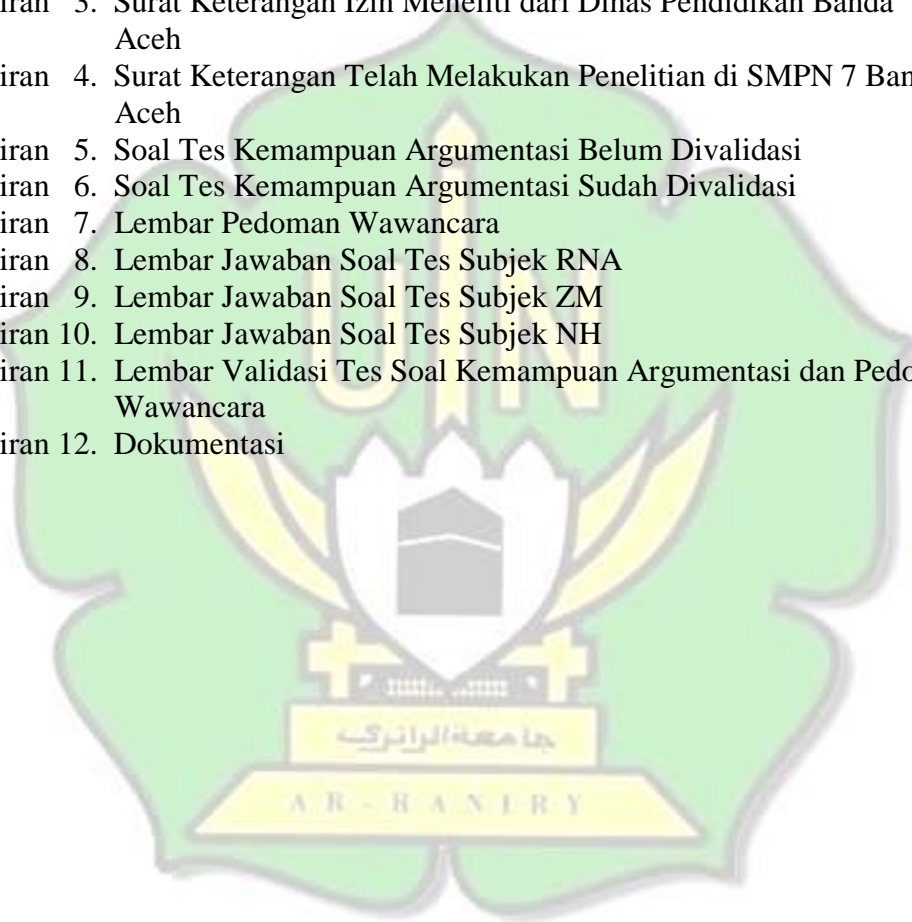 iran 3. Surat Keterangan Izin Meneliti dari Dinas Pendidikan Banda
Aceh
iran 4. Surat Keterangan Telah Melakukan Penelitian di SMPN 7 Ban
Aceh
iran 5. Soal Tes Kemampuan Argumentasi Belum Divalidasi
iran 6. Soal Tes Kemampuan Argumentasi Sudah Divalidasi
iran 7. Lembar Pedoman Wawancara
iran 8. Lembar Jawaban Soal Tes Subjek RNA
iran 9. Lembar Jawaban Soal Tes Subjek ZM
iran 10. Lembar Jawaban Soal Tes Subjek NH
iran 11. Lembar Validasi Tes Soal Kemampuan Argumentasi dan Pedo
Wawancara
iran 12. Dokumentasi
UIN
جامعة الرانري
AR-RANIRY